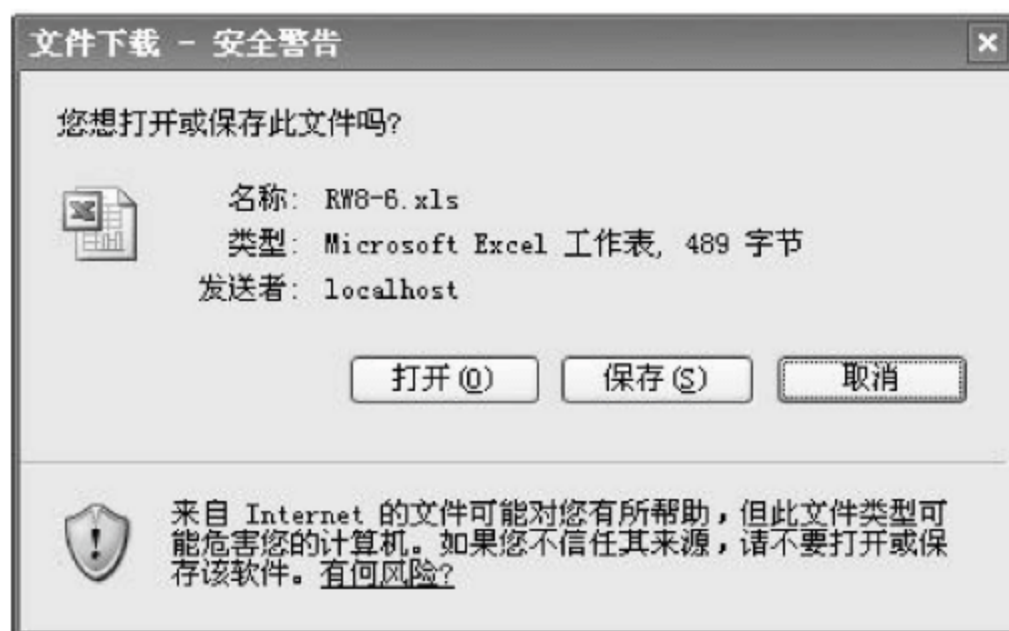 文件下载 - 安全警告
您想打开或保存此文件吗?
名称: RW8-6.xls
类型: Microsoft Excel 工作表, 489 字节
发送者: localhost
打开(O) 保存(S) 取消
来自 Internet 的文件可能对您有所帮助，但此文件类型可
能危害您的计算机。如果您不信任其来源，请不要打开或保
存该软件。有何风险?